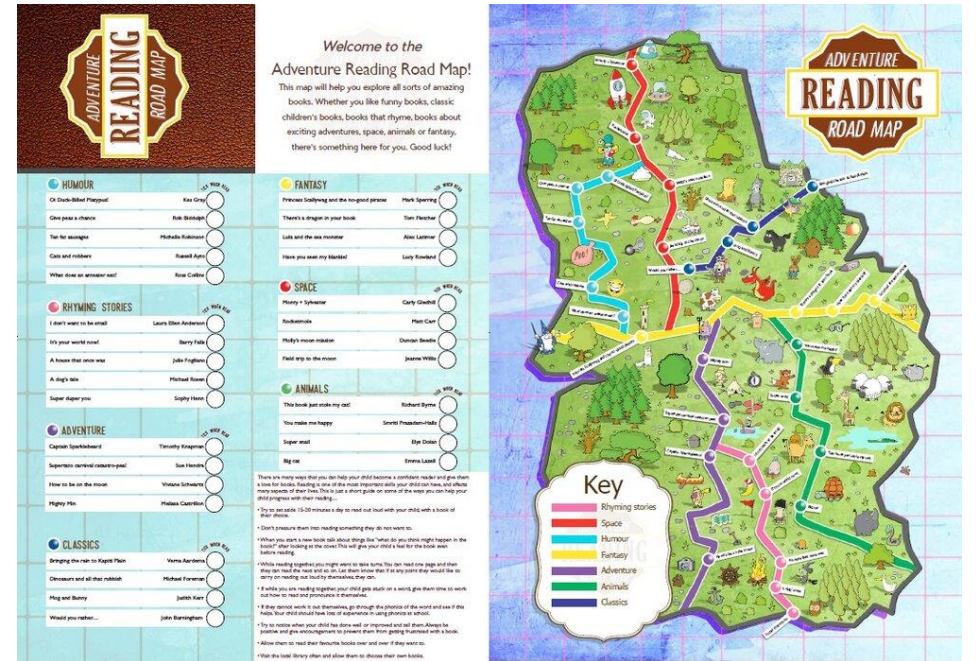 ADVENTURE
READING
ROAD MAP
Welcome to the
Adventure Reading Road Map!
This map will help you explore all sorts of amazing
books. Whether you like funny books, classic
children's books, books that rhyme, books about
exciting adventures, space, animals or fantasy,
there's something here for you. Good luck!
HUMOUR
TICK WHEN READ
Oi Duck-Billed Platypus! Kes Gray
Give peas a chance Rob Biddulph
Ten fat sausages Michelle Robinson
Cats and robbers Russell Ayto
What does an anteater eat? Ross Collins
RHYMING STORIES
TICK WHEN READ
I don't want to be small Laura Ellen Anderson
It's your world now! Barry Falls
A house that once was Julie Fogliano
A dog's tale Michael Rosen
Super duper you Sophy Henn
ADVENTURE
TICK WHEN READ
Captain Sparklebeard Timothy Knapman
Supertato carnival catastro-pea! Sue Hendra
How to be on the moon Viviane Schwarz
Mighty Min Melissa Castrillon
CLASSICS
TICK WHEN READ
Bringing the rain to Kapiti Plain Verna Aardema
Dinosaurs and all that rubbish Michael Foreman
Mog and Bunny Judith Kerr
Would you rather.... John Burningham
FANTASY
TICK WHEN READ
Princess Scallywag and the no-good pirates Mark Sperring
There's a dragon in your book Tom Fletcher
Lula and the sea monster Alex Latimer
Have you seen my blankie? Lucy Rowland
SPACE
TICK WHEN READ
Monty + Sylvester Carly Gledhill
Rocketmole Matt Carr
Molly's moon mission Duncan Beedie
Field trip to the moon Jeanne Willis
ANIMALS
TICK WHEN READ
This book just stole my cat! Richard Byrne
You make me happy Smriti Prasadam-Halls
Super snail Elys Dolan
Big cat Emma Lazell
There are many ways that you can help your child become a confident reader and give them
a love for books. Reading is one of the most important skills your child can have, and effects
many aspects of their lives. This is just a short guide on some of the ways you can help your
child progress with their reading....
• Try to set aside 15-20 minutes a day to read out loud with your child, with a book of
their choice.
• Don't pressure them into reading something they do not want to.
• When you start a new book talk about things like "what do you think might happen in the
book?" after looking at the cover. This will give your child a feel for the book even
before reading.
• While reading together, you might want to take turns. You can read one page and then
they can read the next and so on. Let them know that if at any point they would like to
carry on reading out loud by themselves, they can.
• If while you are reading together, your child gets stuck on a word, give them time to work
out how to read and pronounce it themselves.
• If they cannot work it out themselves, go through the phonics of the word and see if this
helps. Your child should have lots of experience in using phonics at school.
• Try to notice when your child has done well or improved and tell them. Always be
positive and give encouragement to prevent them from getting frustrated with a book.
• Allow them to read their favourite books over and over if they want to.
• Visit the local library often and allow them to choose their own books.
ADVENTURE
READING
ROAD MAP
Key
Rhyming stories
Space
Humour
Fantasy
Adventure
Animals
Classics